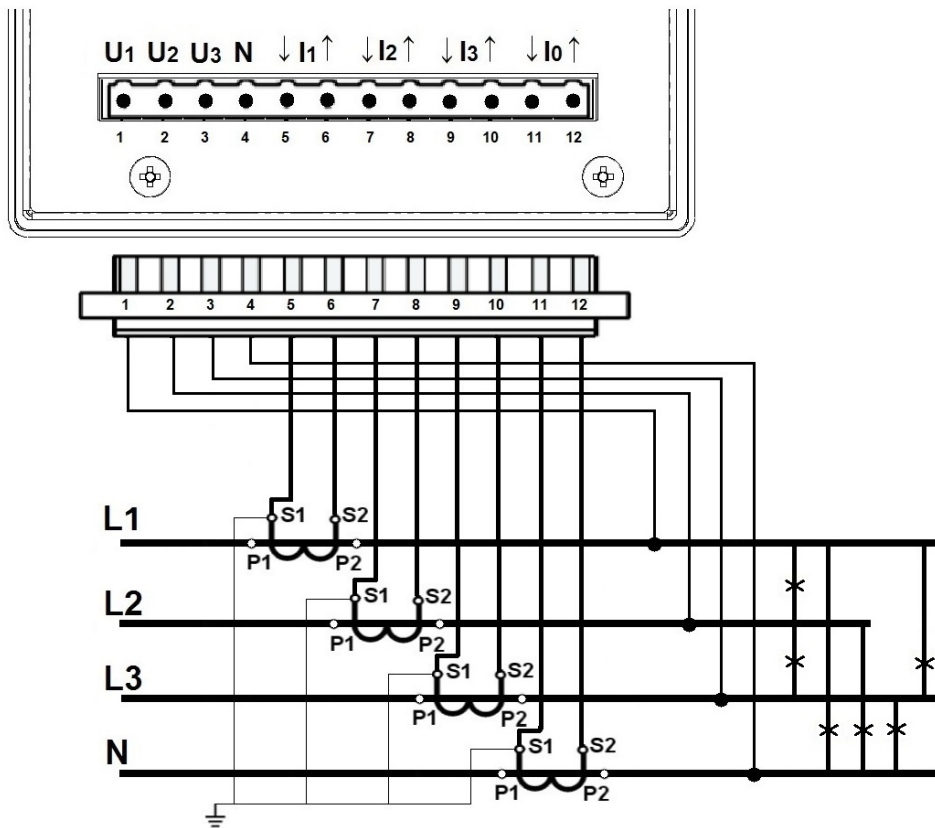 U1 U2 U3 N ↓ I1 ↑ ↓ I2 ↑ ↓ I3 ↑ ↓ I0 ↑
1 2 3 4 5 6 7 8 9 10 11 12
1 2 3 4 5 6 7 8 9 10 11 12
L1 S1 S2
P1 P2
L2 S1 S2
P1 P2
L3 S1 S2
P1 P2
N S1 S2
P1 P2